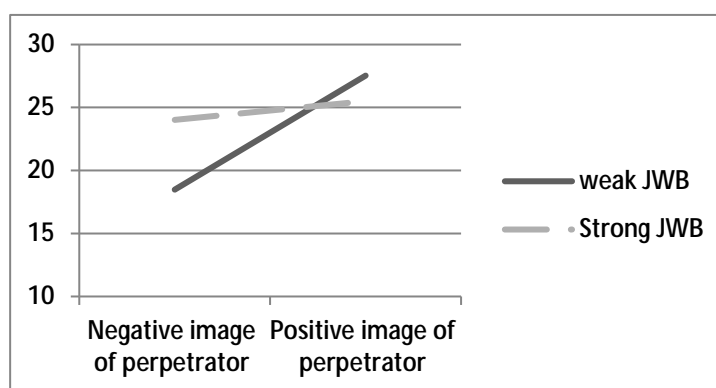 30
25
20
15
10
Negative image of perpetrator
Positive image of perpetrator
weak JWB
Strong JWB